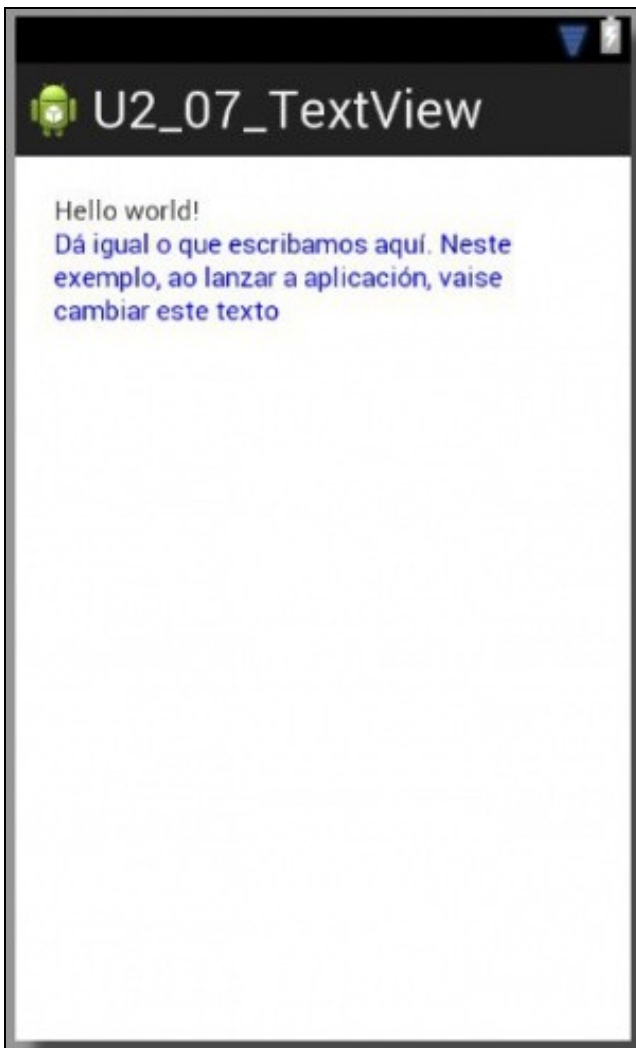 U2_07_TextView
Hello world!
Dá igual o que escribamos aquí. Neste
exemplo, ao lanzar a aplicación, vaise
cambiar este texto